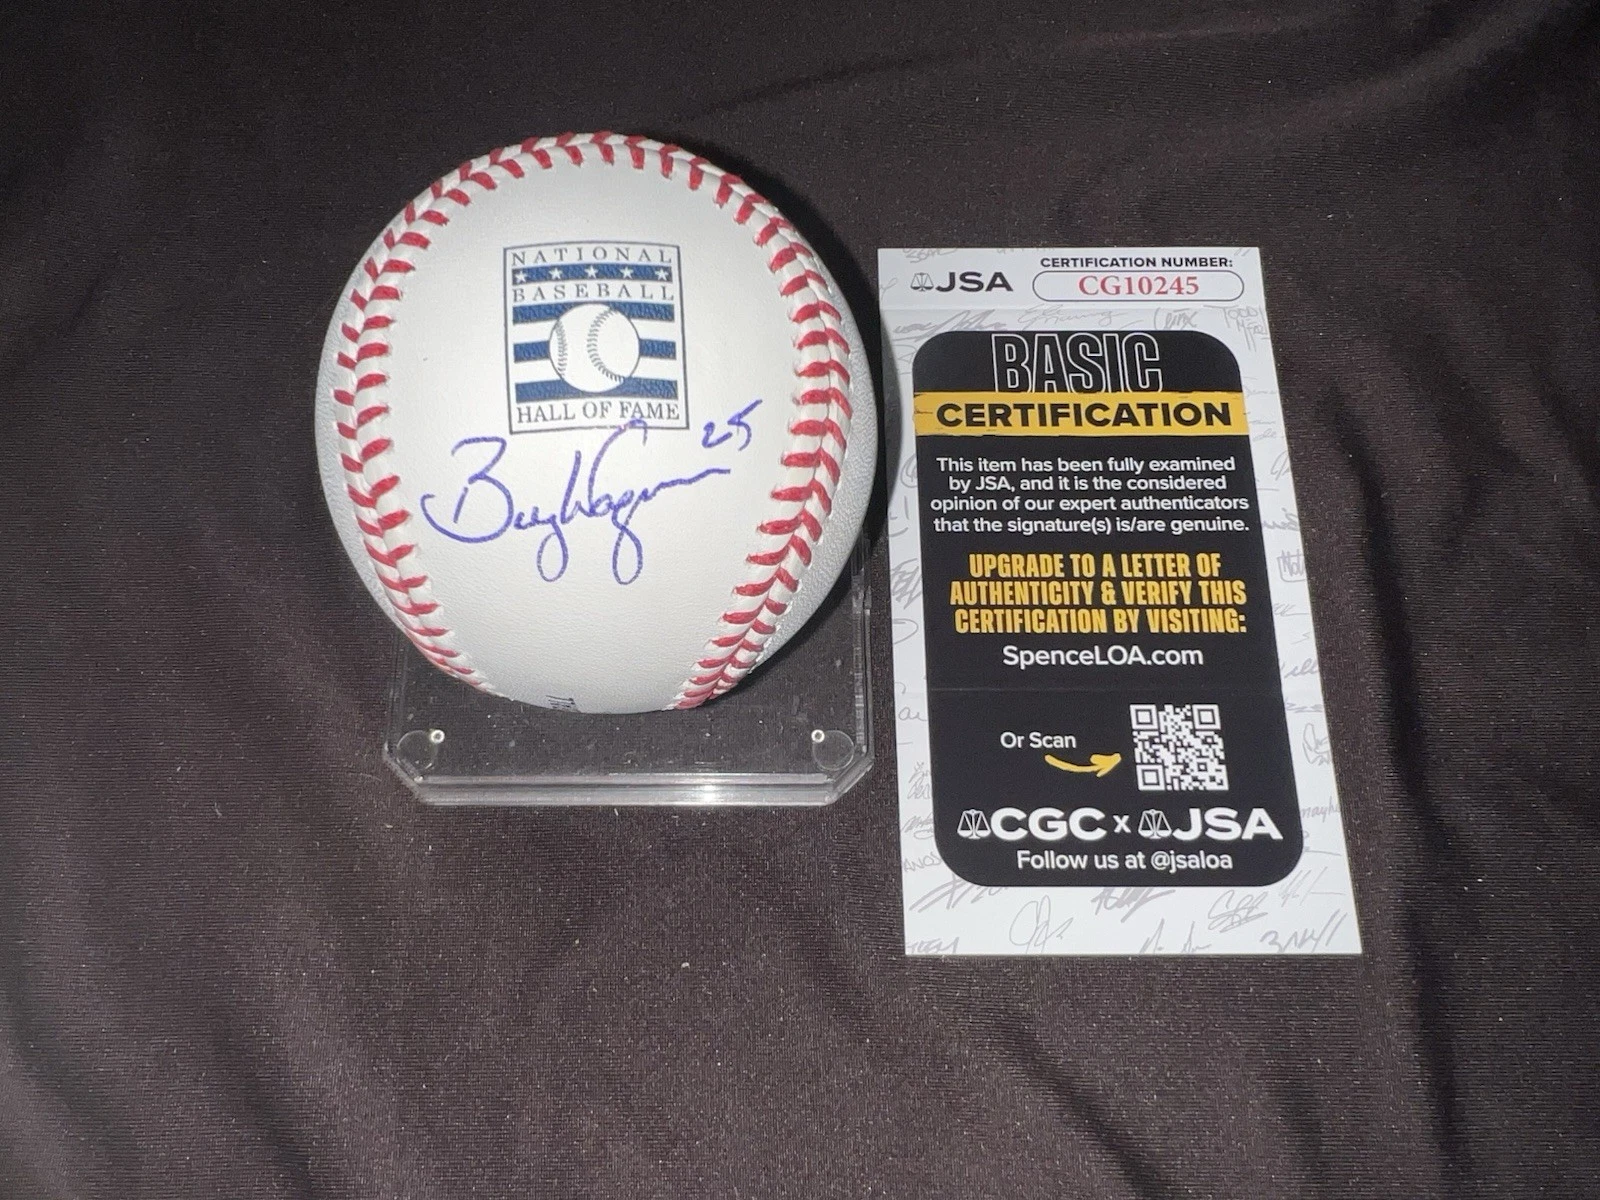 NATIONAL
BASEBALL
HALL OF FAME
Billy Wagner 25
JSA
CERTIFICATION NUMBER:
CG10245
BASIC
CERTIFICATION
This item has been fully examined
by JSA, and it is the considered
opinion of our expert authenticators
that the signature(s) is/are genuine.
UPGRADE TO A LETTER OF
AUTHENTICITY & VERIFY THIS
CERTIFICATION BY VISITING:
SpenceLOA.com
Or Scan
CGC x JSA
Follow us at @jsaloa